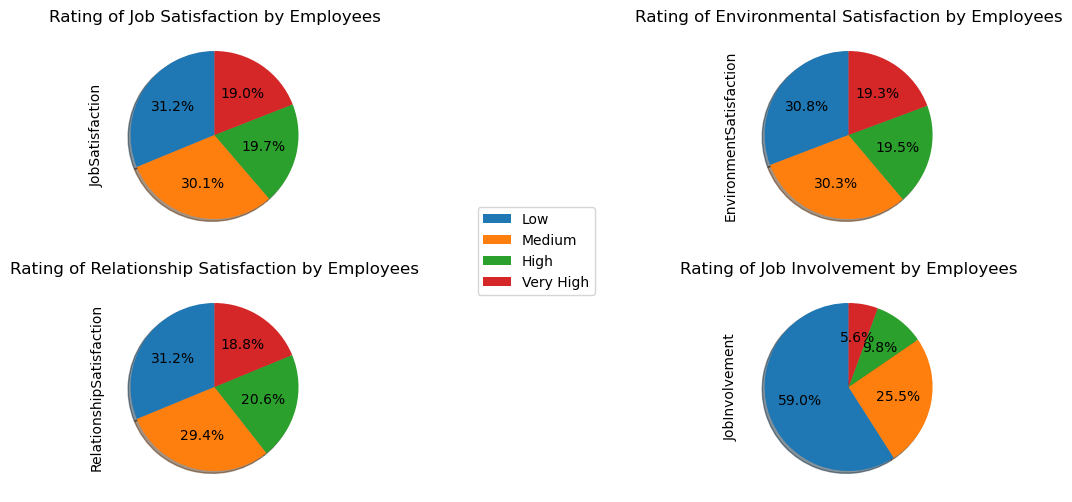 Rating of Job Satisfaction by Employees
JobSatisfaction
31.2%
19.0%
19.7%
30.1%
Rating of Environmental Satisfaction by Employees
EnvironmentSatisfaction
30.8%
19.3%
19.5%
30.3%
Low
Medium
High
Very High
Rating of Relationship Satisfaction by Employees
RelationshipSatisfaction
31.2%
18.8%
20.6%
29.4%
Rating of Job Involvement by Employees
JobInvolvement
59.0%
5.6%
9.8%
25.5%